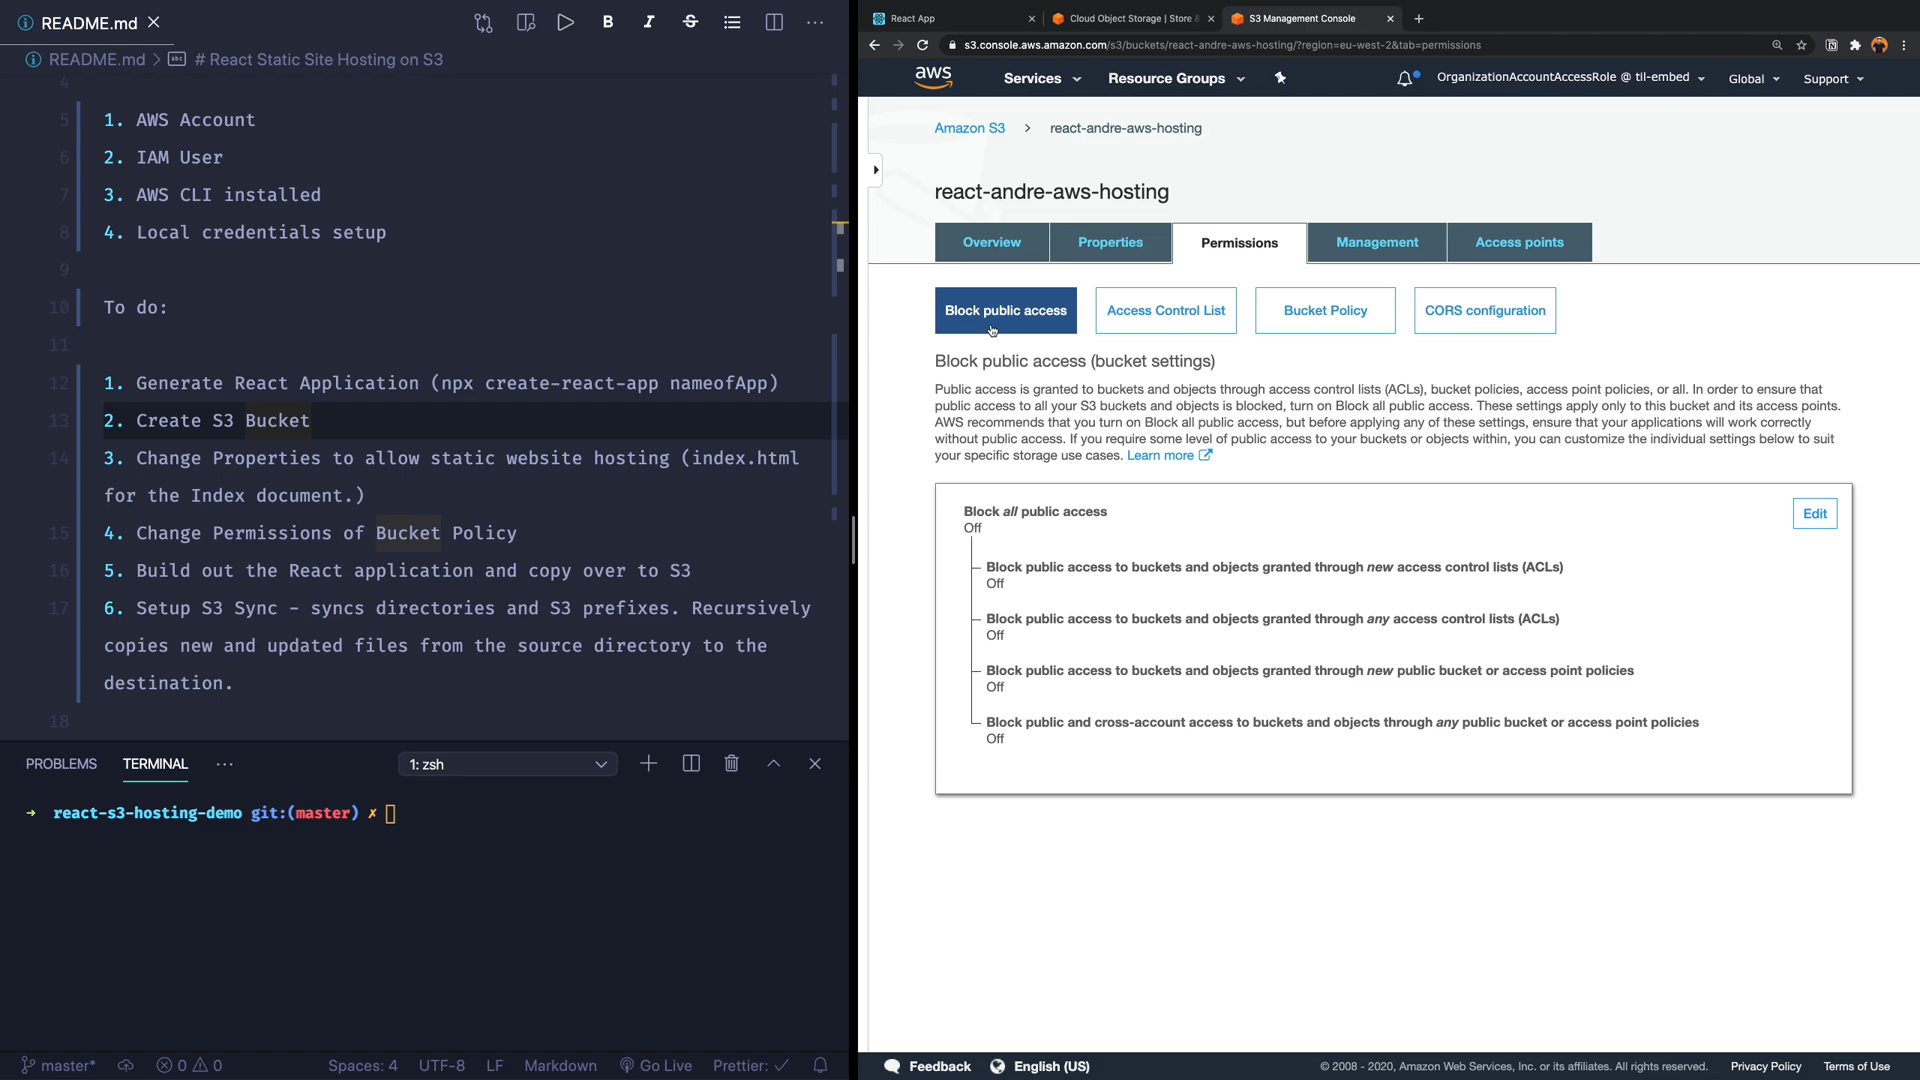 README.md
README.md > # React Static Site Hosting on S3
4
5 1. AWS Account
6 2. IAM User
7 3. AWS CLI installed
8 4. Local credentials setup
9
10 To do:
11
12 1. Generate React Application (npx create-react-app nameofApp)
13 2. Create S3 Bucket
14 3. Change Properties to allow static website hosting (index.html
for the Index document.)
15 4. Change Permissions of Bucket Policy
16 5. Build out the React application and copy over to S3
17 6. Setup S3 Sync - syncs directories and S3 prefixes. Recursively
copies new and updated files from the source directory to the
destination.
18
PROBLEMS TERMINAL ... 1: zsh
→ react-s3-hosting-demo git:(master) ✗
master* 0 0 Spaces: 4 UTF-8 LF Markdown Go Live Prettier: ✓
React App Cloud Object Storage | Store & S3 Management Console
s3.console.aws.amazon.com/s3/buckets/react-andre-aws-hosting/?region=eu-west-2&tab=permissions
aws Services Resource Groups OrganizationAccountAccessRole @ til-embed Global Support
Amazon S3 > react-andre-aws-hosting
react-andre-aws-hosting
Overview Properties Permissions Management Access points
Block public access Access Control List Bucket Policy CORS configuration
Block public access (bucket settings)
Public access is granted to buckets and objects through access control lists (ACLs), bucket policies, access point policies, or all. In order to ensure that
public access to all your S3 buckets and objects is blocked, turn on Block all public access. These settings apply only to this bucket and its access points.
AWS recommends that you turn on Block all public access, but before applying any of these settings, ensure that your applications will work correctly
without public access. If you require some level of public access to your buckets or objects within, you can customize the individual settings below to suit
your specific storage use cases. Learn more
Block all public access
Off
Edit
Block public access to buckets and objects granted through new access control lists (ACLs)
Off
Block public access to buckets and objects granted through any access control lists (ACLs)
Off
Block public access to buckets and objects granted through new public bucket or access point policies
Off
Block public and cross-account access to buckets and objects through any public bucket or access point policies
Off
Feedback English (US) © 2008 - 2020, Amazon Web Services, Inc. or its affiliates. All rights reserved. Privacy Policy Terms of Use